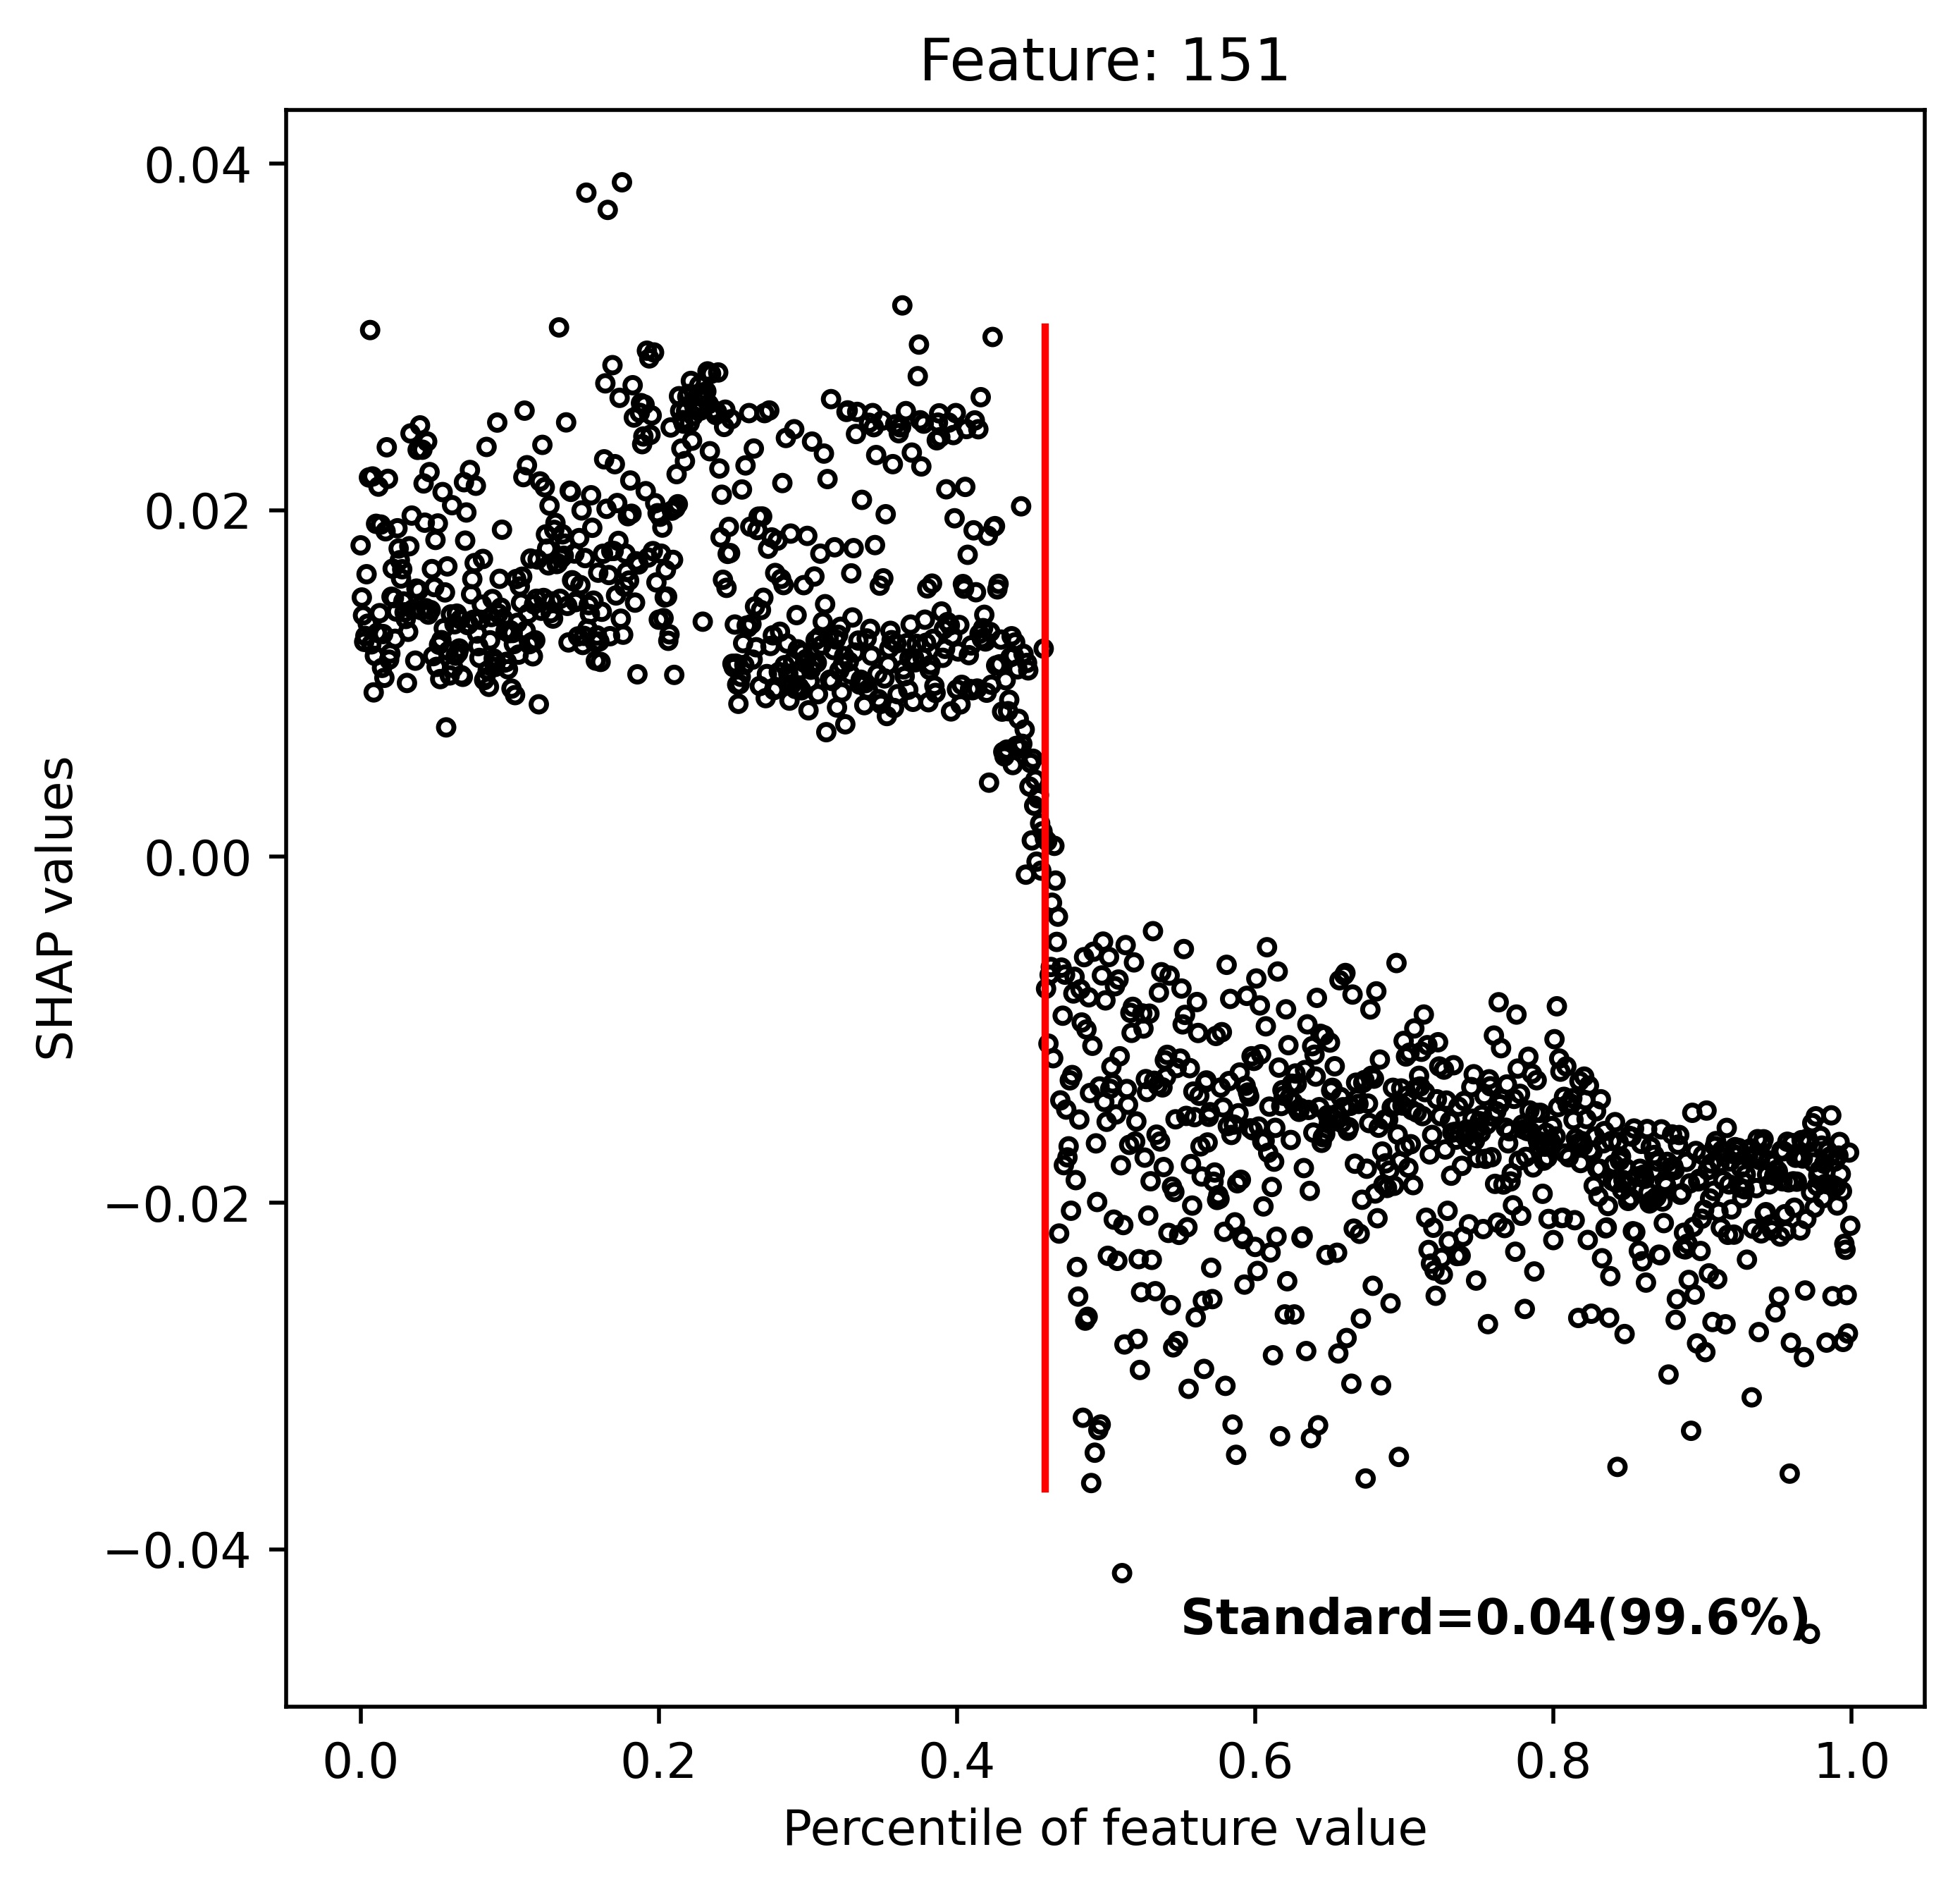 Feature: 151
0.04
0.02
0.00
−0.02
−0.04
SHAP values
Standard=0.04(99.6%)
0.0 0.2 0.4 0.6 0.8 1.0
Percentile of feature value